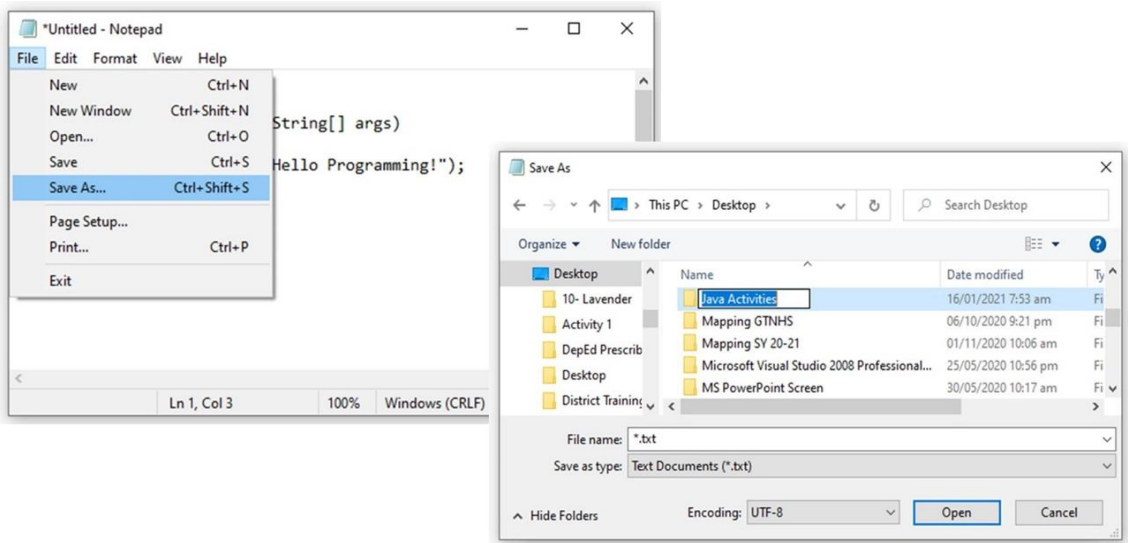 *Untitled - Notepad
File Edit Format View Help
New Ctrl+N
New Window Ctrl+Shift+N
Open... Ctrl+O
Save Ctrl+S
Save As... Ctrl+Shift+S
Page Setup...
Print... Ctrl+P
Exit
String[] args)
Hello Programming!");
Ln 1, Col 3 100% Windows (CRLF)
Save As
This PC > Desktop >
Search Desktop
Organize New folder
Desktop
10- Lavender
Activity 1
DepEd Prescrib
Desktop
District Training
Name Date modified Ty
Java Activities 16/01/2021 7:53 am Fi
Mapping GTNHS 06/10/2020 9:21 pm Fi
Mapping SY 20-21 01/11/2020 10:06 am Fi
Microsoft Visual Studio 2008 Professional... 25/05/2020 10:56 pm Fi
MS PowerPoint Screen 30/05/2020 10:17 am Fi
File name: *.txt
Save as type: Text Documents (*.txt)
Hide Folders
Encoding: UTF-8
Open Cancel